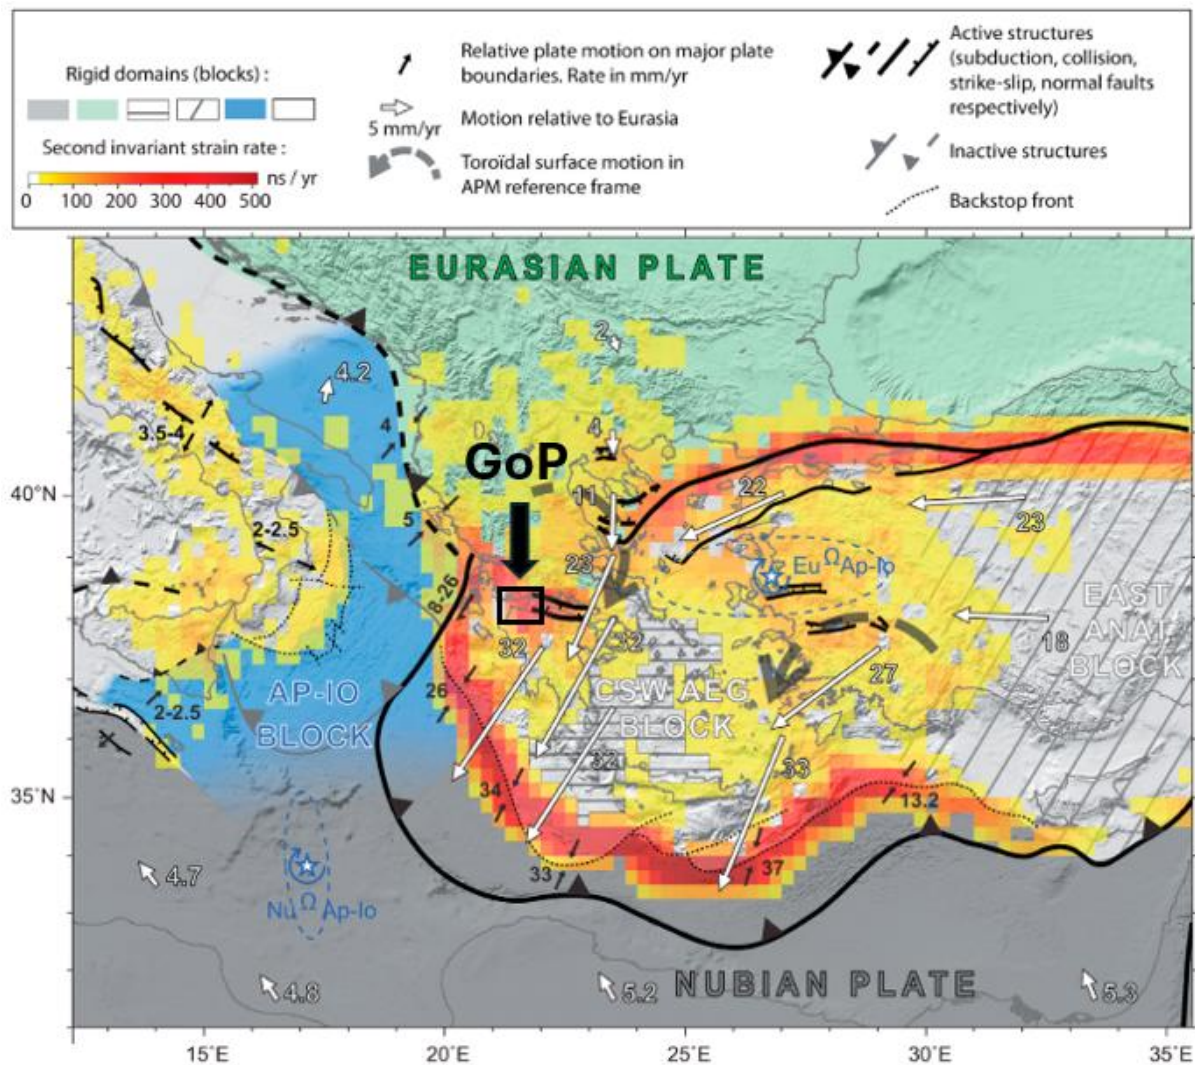 Rigid domains (blocks) :
Second invariant strain rate :
ns / yr
0 100 200 300 400 500
Relative plate motion on major plate
boundaries. Rate in mm/yr
5 mm/yr
Motion relative to Eurasia
Toroïdal surface motion in
APM reference frame
Active structures
(subduction, collision,
strike-slip, normal faults
respectively)
Inactive structures
Backstop front
EURASIAN PLATE
2
4.2
4
4
3.5-4
GoP
40˚N
11
22
23
5
2-2.5
23
Eu Ω Ap-Io
8-26
EAST
ANAT
BLOCK
18
32
32
27
26
CSW AEG
BLOCK
AP-IO
BLOCK
2-2.5
32
33
35˚N
34
13.2
33
37
4.7
Nu Ω Ap-Io
NUBIAN PLATE
4.8
5.2
5.3
15˚E 20˚E 25˚E 30˚E 35˚E